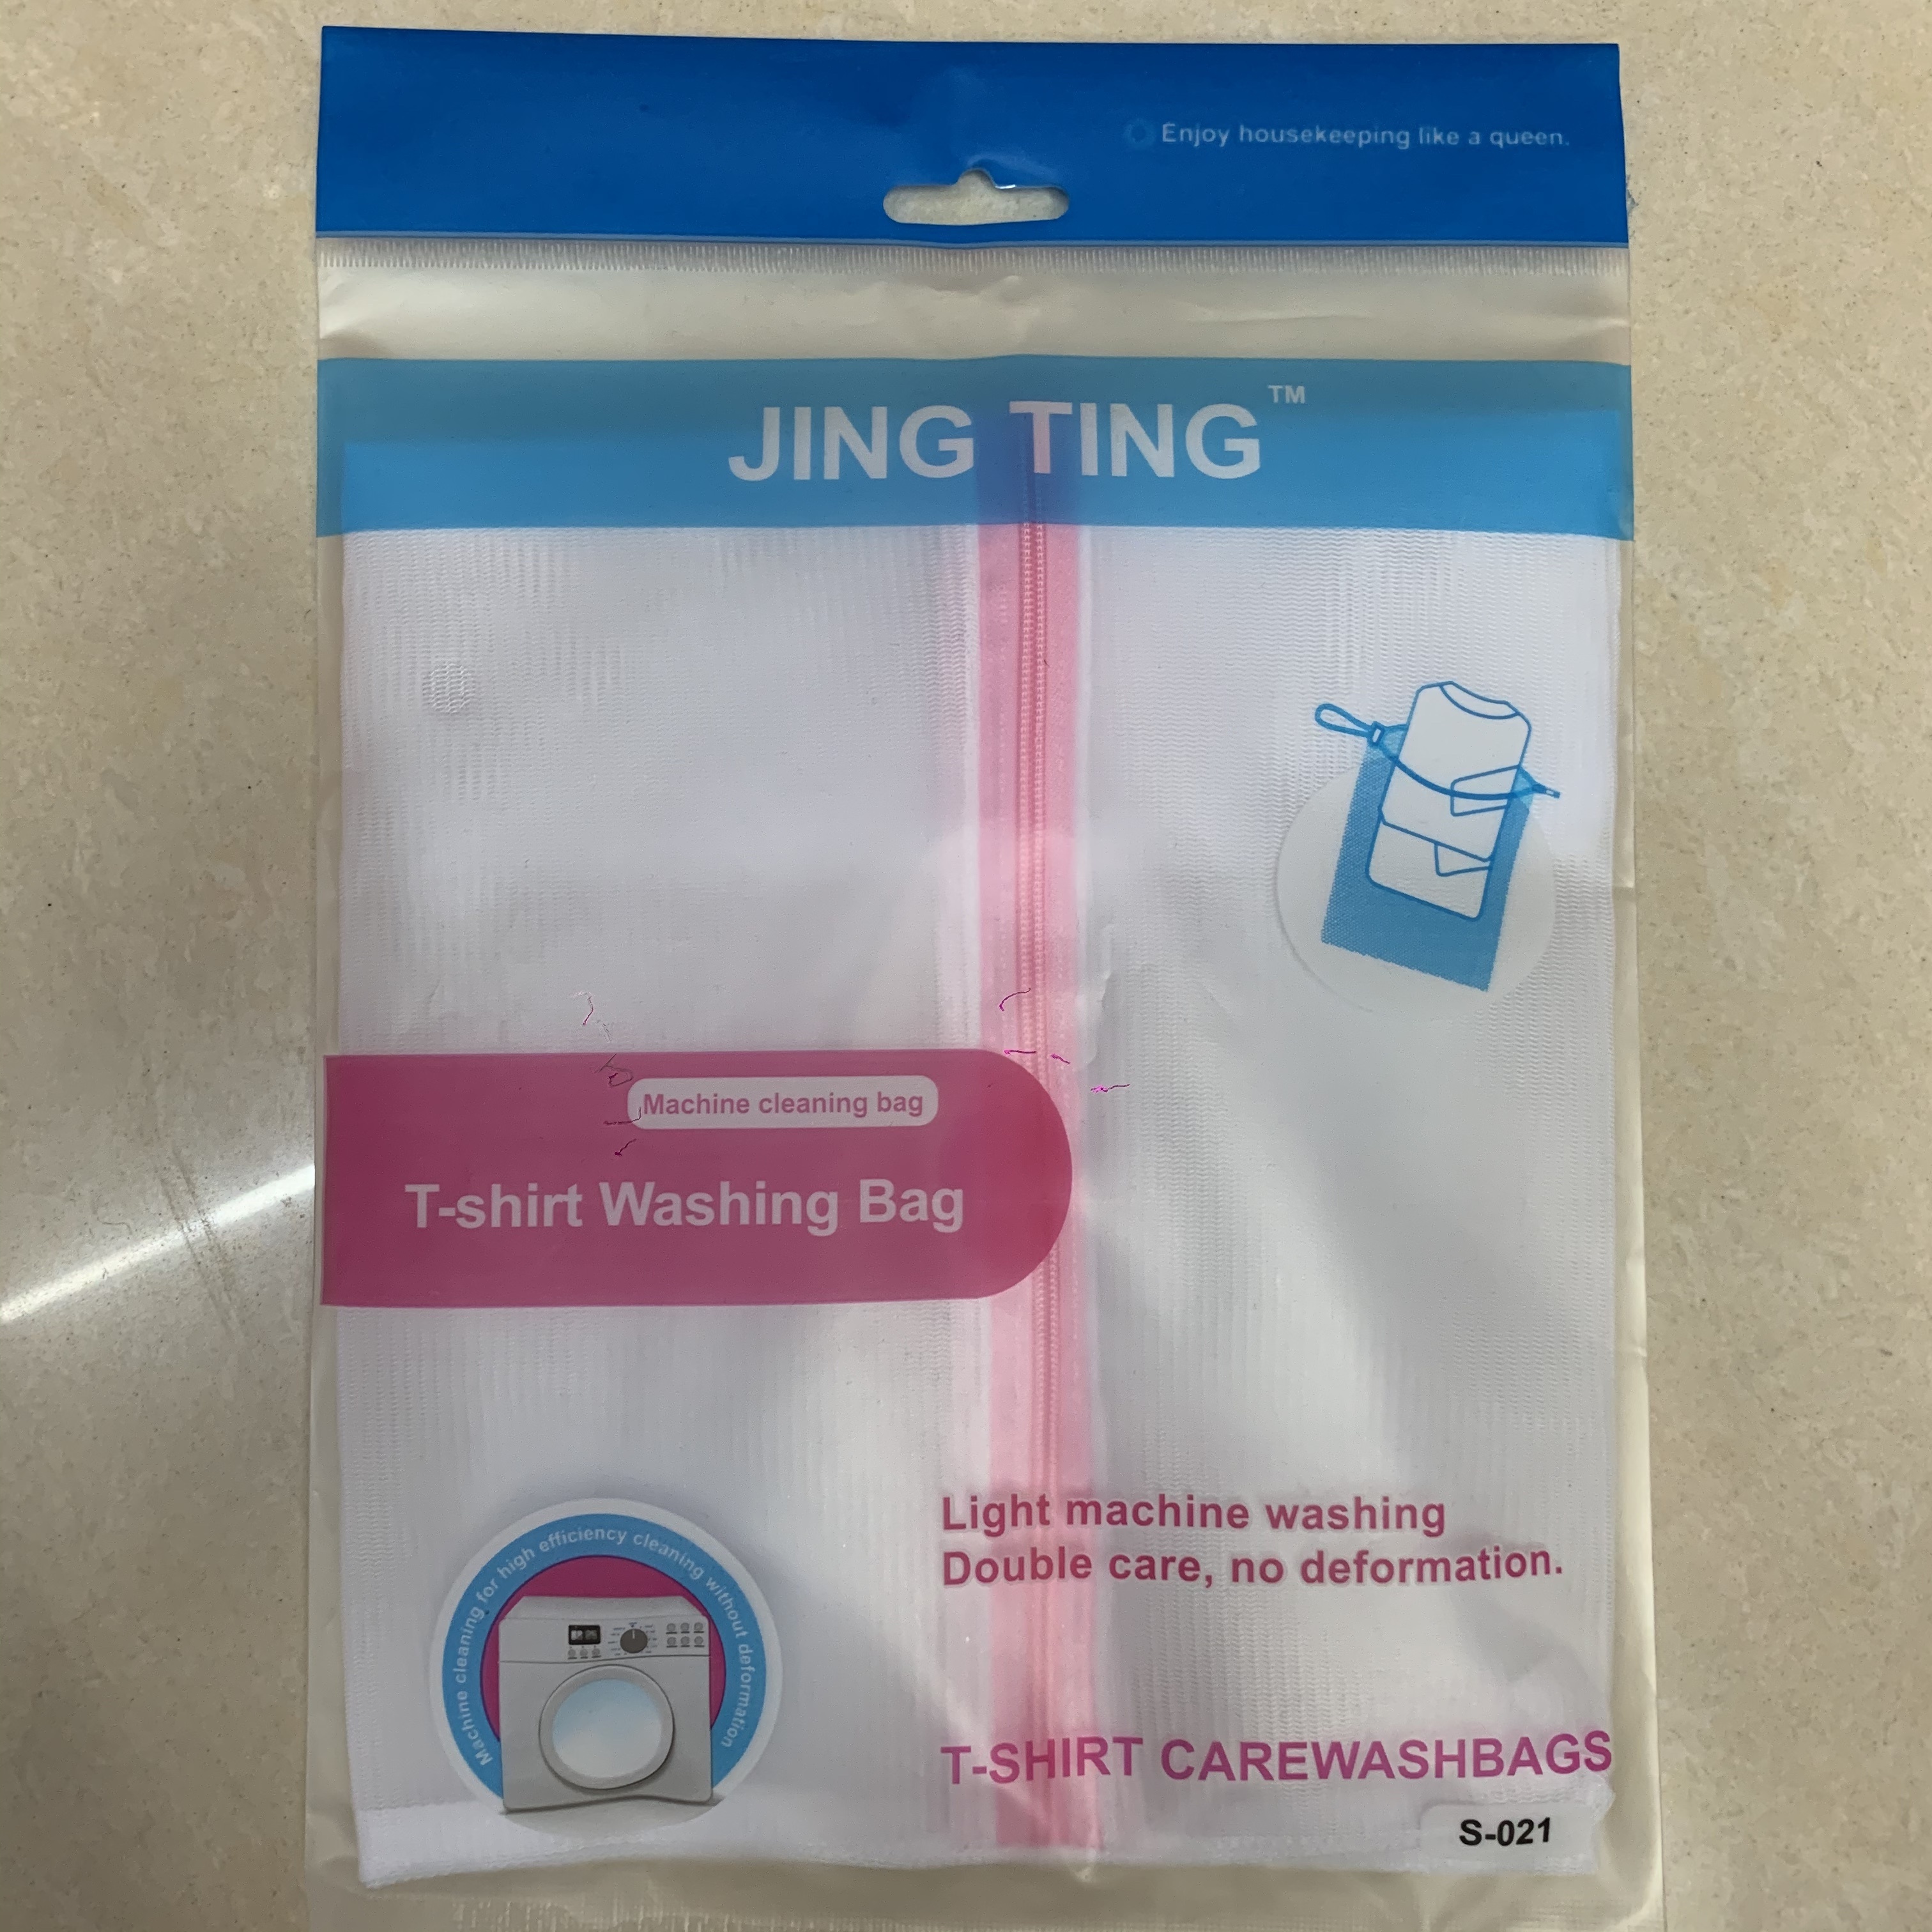 Enjoy housekeeping like a queen.
JING TING™
Machine cleaning bag
T-shirt Washing Bag
Machine cleaning for high efficiency cleaning without deformation
Light machine washing
Double care, no deformation.
T-SHIRT CAREWASHBAGS
S-021